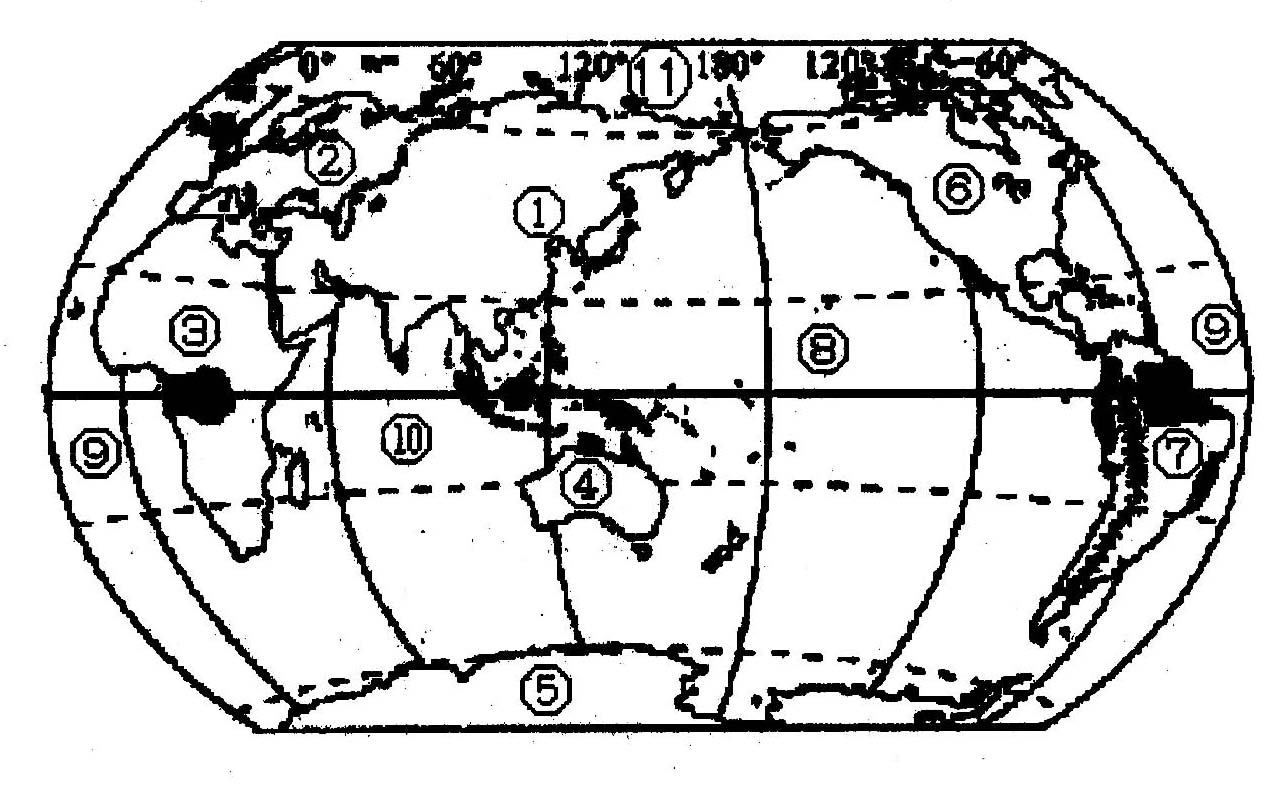 0° 60° 120° ⑪ 180° 120° 60°
②
① ⑥
③ ⑧ ⑨
⑨ ⑩ ④ ⑦
⑤